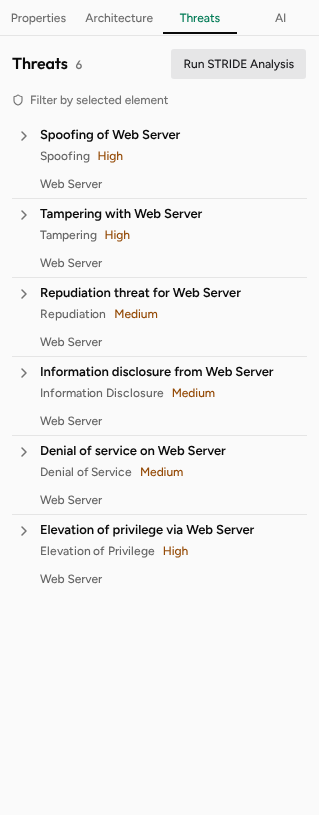 Properties Architecture Threats AI
Threats 6 Run STRIDE Analysis
Filter by selected element
Spoofing of Web Server
Spoofing High
Web Server
Tampering with Web Server
Tampering High
Web Server
Repudiation threat for Web Server
Repudiation Medium
Web Server
Information disclosure from Web Server
Information Disclosure Medium
Web Server
Denial of service on Web Server
Denial of Service Medium
Web Server
Elevation of privilege via Web Server
Elevation of Privilege High
Web Server